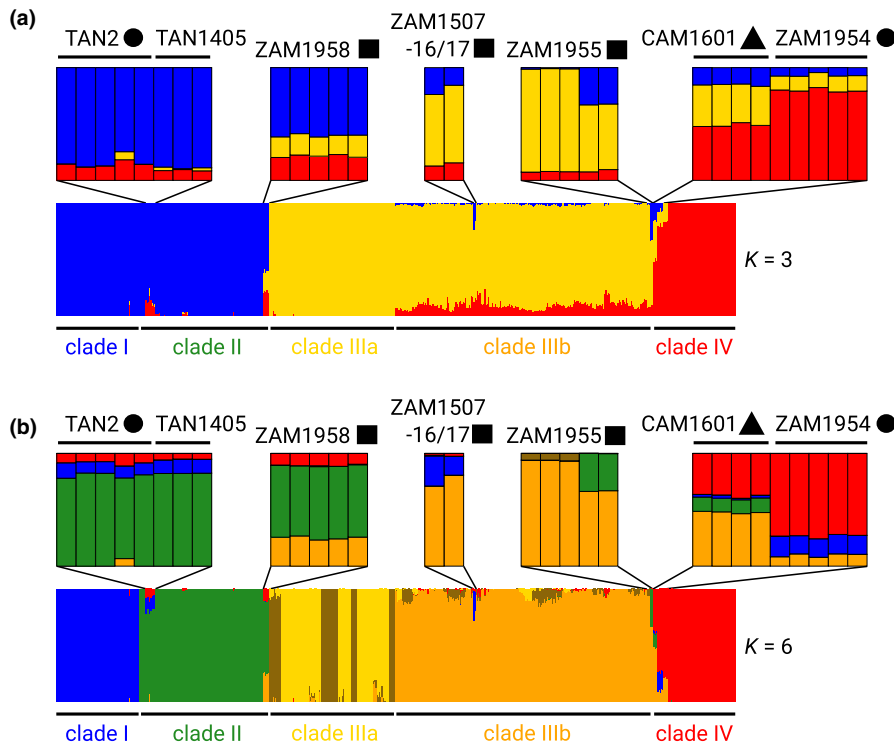 (a)
TAN2 TAN1405 ZAM1958 ZAM1507 -16/17 ZAM1955 CAM1601 ZAM1954
K = 3
clade I clade II clade IIIa clade IIIb clade IV
(b)
TAN2 TAN1405 ZAM1958 ZAM1507 -16/17 ZAM1955 CAM1601 ZAM1954
K = 6
clade I clade II clade IIIa clade IIIb clade IV